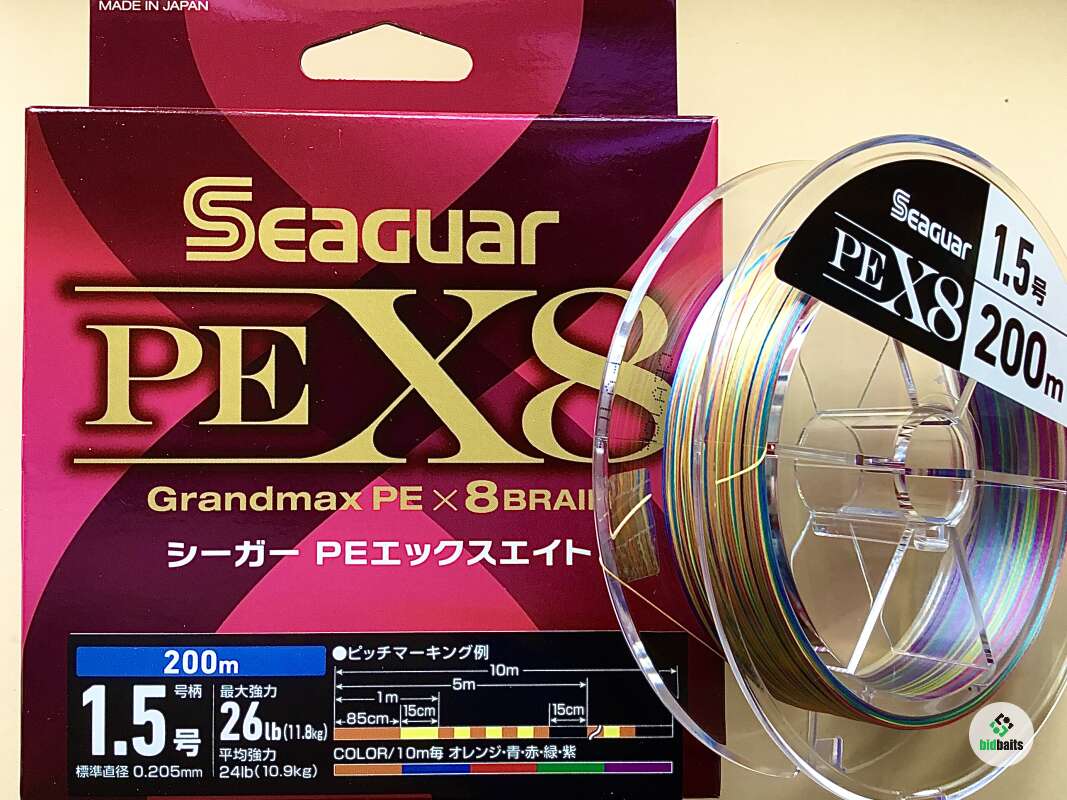 MADE IN JAPAN
Seaguar
PE X8
Grandmax PE × 8 BRAI
シーガー PEエックスエイト
200m
1.5号
号柄
標準直径 0.205mm
最大強力
26lb(11.8kg)
平均強力
24lb(10.9kg)
●ピッチマーキング例
10m
5m
1m
85cm
15cm
15cm
COLOR/10m毎 オレンジ・青・赤・緑・紫
Seaguar
PE X8
1.5号
200m
bidbaits